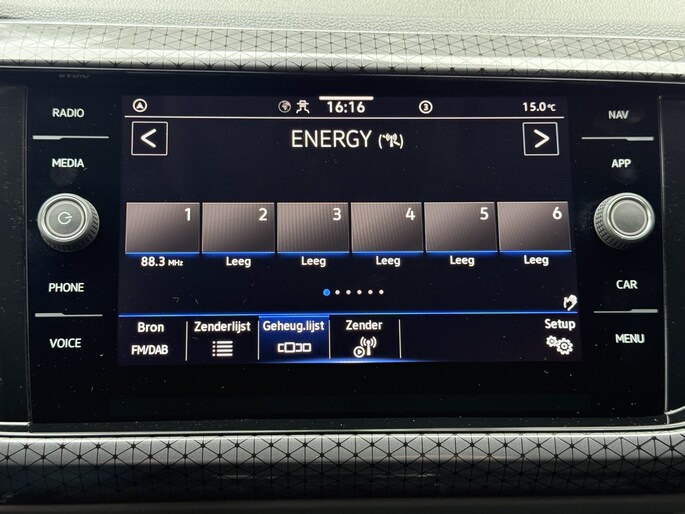 RADIO
MEDIA
PHONE
VOICE
3
16:16
15.0°C
ENERGY
1 2 3 4 5 6
88.3 MHz Leeg Leeg Leeg Leeg Leeg
Bron Zenderlijst Geheug.lijst Zender Setup
FM/DAB
NAV
APP
CAR
MENU